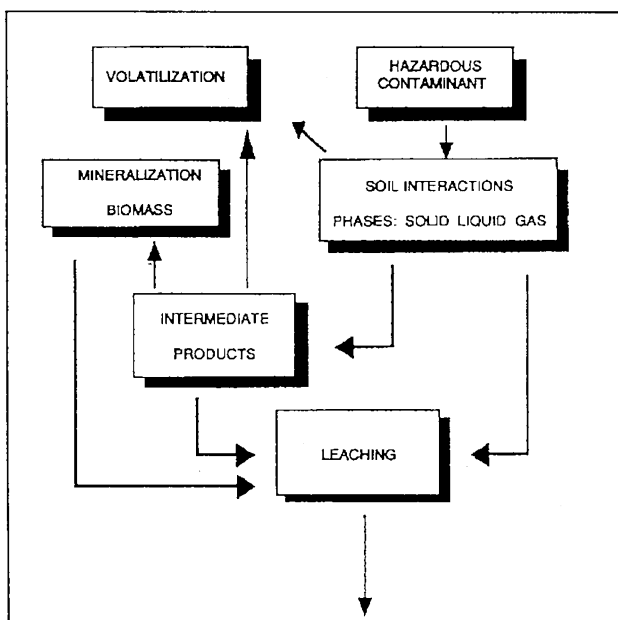 VOLATILIZATION
HAZARDOUS
CONTAMINANT
MINERALIZATION
BIOMASS
SOIL INTERACTIONS
PHASES: SOLID LIQUID GAS
INTERMEDIATE
PRODUCTS
LEACHING